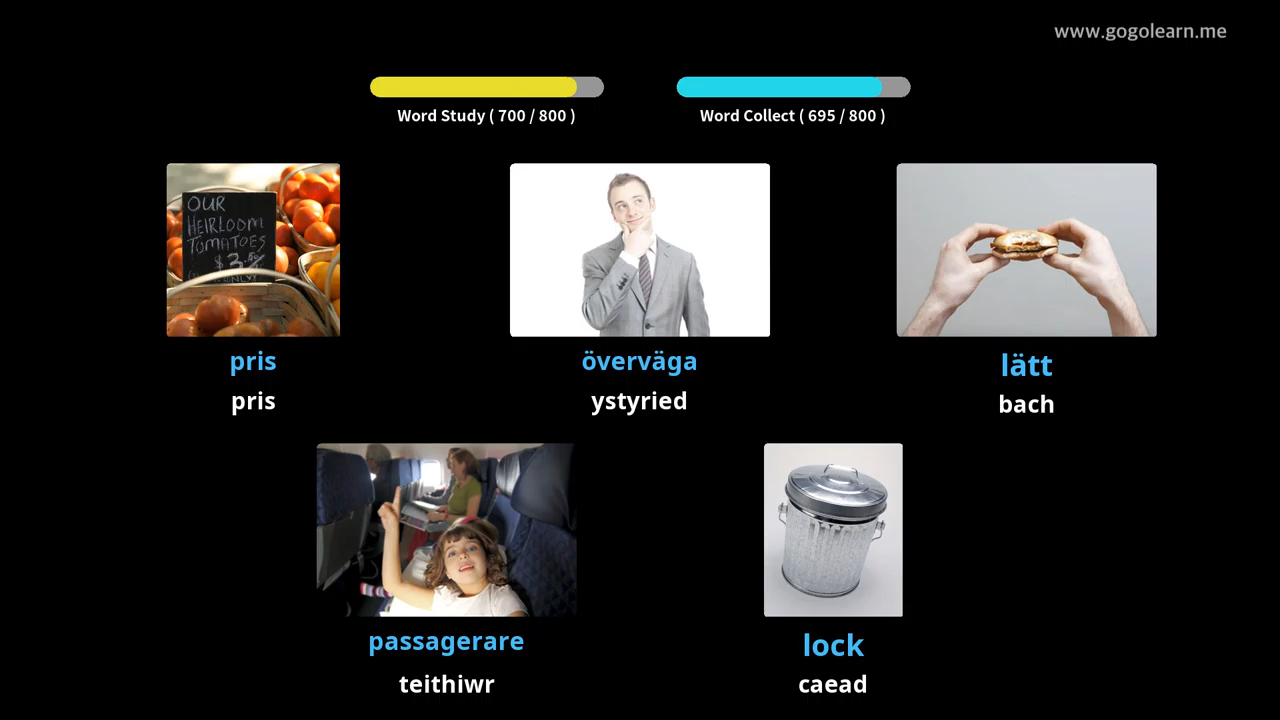 www.gogolearn.me
Word Study ( 700 / 800 )
Word Collect ( 695 / 800 )
OUR
HEIRLOOM
TOMATOES
pris
pris
överväga
ystyried
lätt
bach
passagerare
teithiwr
lock
caead